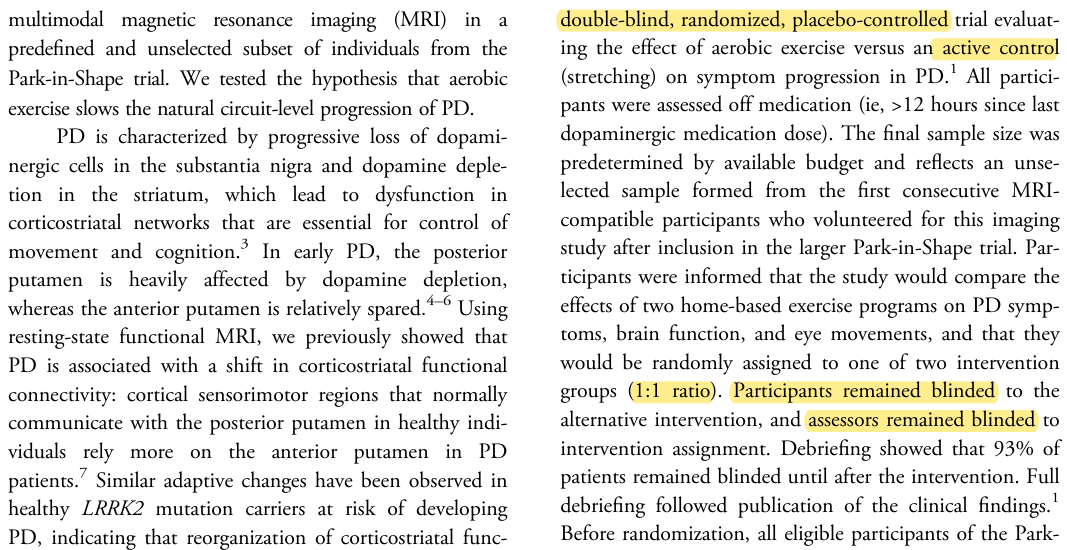 multimodal magnetic resonance imaging (MRI) in a
predefined and unselected subset of individuals from the
Park-in-Shape trial. We tested the hypothesis that aerobic
exercise slows the natural circuit-level progression of PD.
PD is characterized by progressive loss of dopami-
nergic cells in the substantia nigra and dopamine deple-
tion in the striatum, which lead to dysfunction in
corticostriatal networks that are essential for control of
movement and cognition.3 In early PD, the posterior
putamen is heavily affected by dopamine depletion,
whereas the anterior putamen is relatively spared.4–6 Using
resting-state functional MRI, we previously showed that
PD is associated with a shift in corticostriatal functional
connectivity: cortical sensorimotor regions that normally
communicate with the posterior putamen in healthy indi-
viduals rely more on the anterior putamen in PD
patients.7 Similar adaptive changes have been observed in
healthy LRRK2 mutation carriers at risk of developing
PD, indicating that reorganization of corticostriatal func-
double-blind, randomized, placebo-controlled trial evaluat-
ing the effect of aerobic exercise versus an active control
(stretching) on symptom progression in PD.1 All partici-
pants were assessed off medication (ie, >12 hours since last
dopaminergic medication dose). The final sample size was
predetermined by available budget and reflects an unse-
lected sample formed from the first consecutive MRI-
compatible participants who volunteered for this imaging
study after inclusion in the larger Park-in-Shape trial. Par-
ticipants were informed that the study would compare the
effects of two home-based exercise programs on PD symp-
toms, brain function, and eye movements, and that they
would be randomly assigned to one of two intervention
groups (1:1 ratio). Participants remained blinded to the
alternative intervention, and assessors remained blinded to
intervention assignment. Debriefing showed that 93% of
patients remained blinded until after the intervention. Full
debriefing followed publication of the clinical findings.1
Before randomization, all eligible participants of the Park-